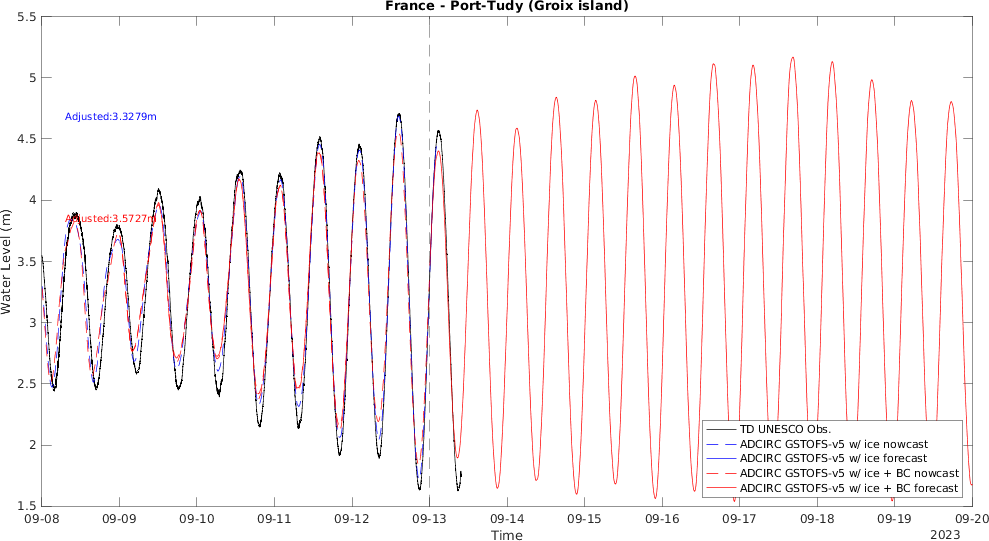 France - Port-Tudy (Groix island)
5.5
5
4.5
4
3.5
3
2.5
2
1.5
Water Level (m)
Adjusted:3.3279m
Adjusted:3.5727m
TD UNESCO Obs.
ADCIRC GSTOFS-v5 w/ ice nowcast
ADCIRC GSTOFS-v5 w/ ice forecast
ADCIRC GSTOFS-v5 w/ ice + BC nowcast
ADCIRC GSTOFS-v5 w/ ice + BC forecast
09-08 09-09 09-10 09-11 09-12 09-13 09-14 09-15 09-16 09-17 09-18 09-19 09-20
Time
2023